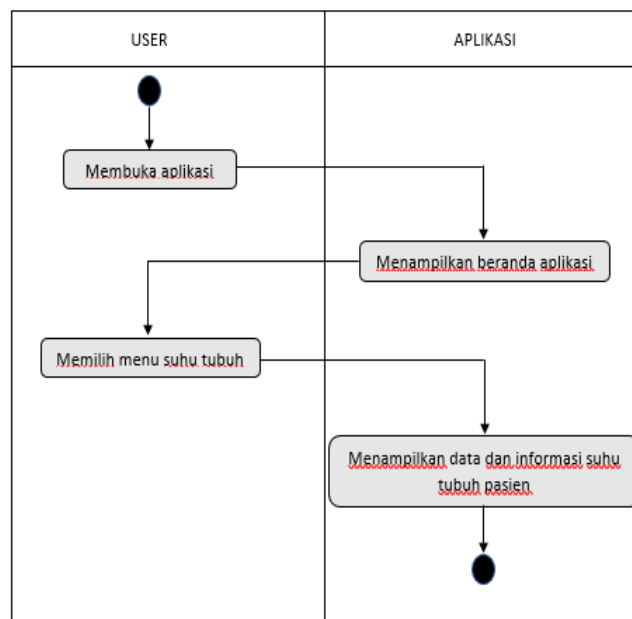 USER
APLIKASI
Membuka aplikasi
Menampilkan beranda aplikasi
Memilih menu suhu tubuh
Menampilkan data dan informasi suhu
tubuh pasien